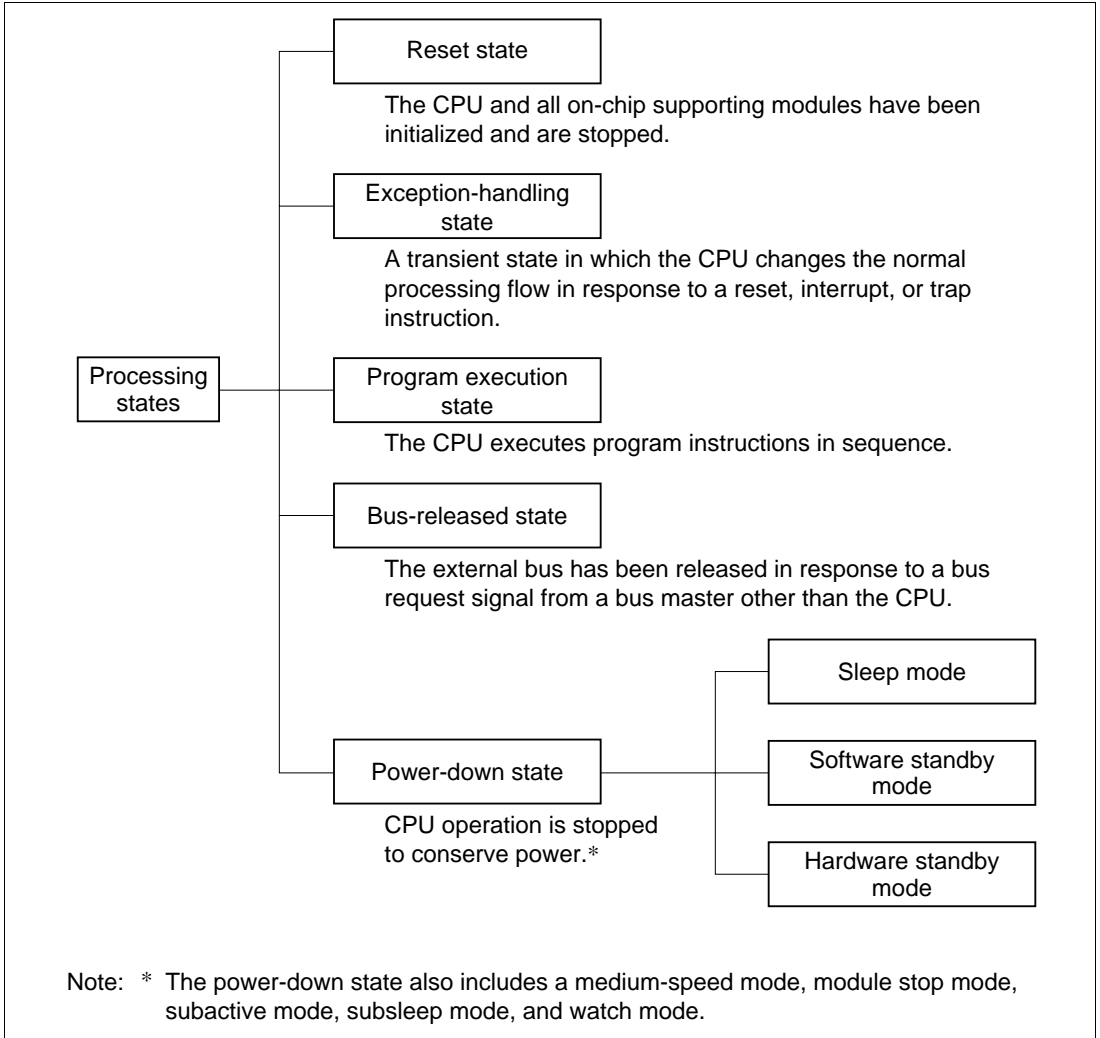 Reset state
The CPU and all on-chip supporting modules have been
initialized and are stopped.
Exception-handling
state
A transient state in which the CPU changes the normal
processing flow in response to a reset, interrupt, or trap
instruction.
Processing
states
Program execution
state
The CPU executes program instructions in sequence.
Bus-released state
The external bus has been released in response to a bus
request signal from a bus master other than the CPU.
Sleep mode
Power-down state
CPU operation is stopped
to conserve power.*
Software standby
mode
Hardware standby
mode
Note: * The power-down state also includes a medium-speed mode, module stop mode,
subactive mode, subsleep mode, and watch mode.